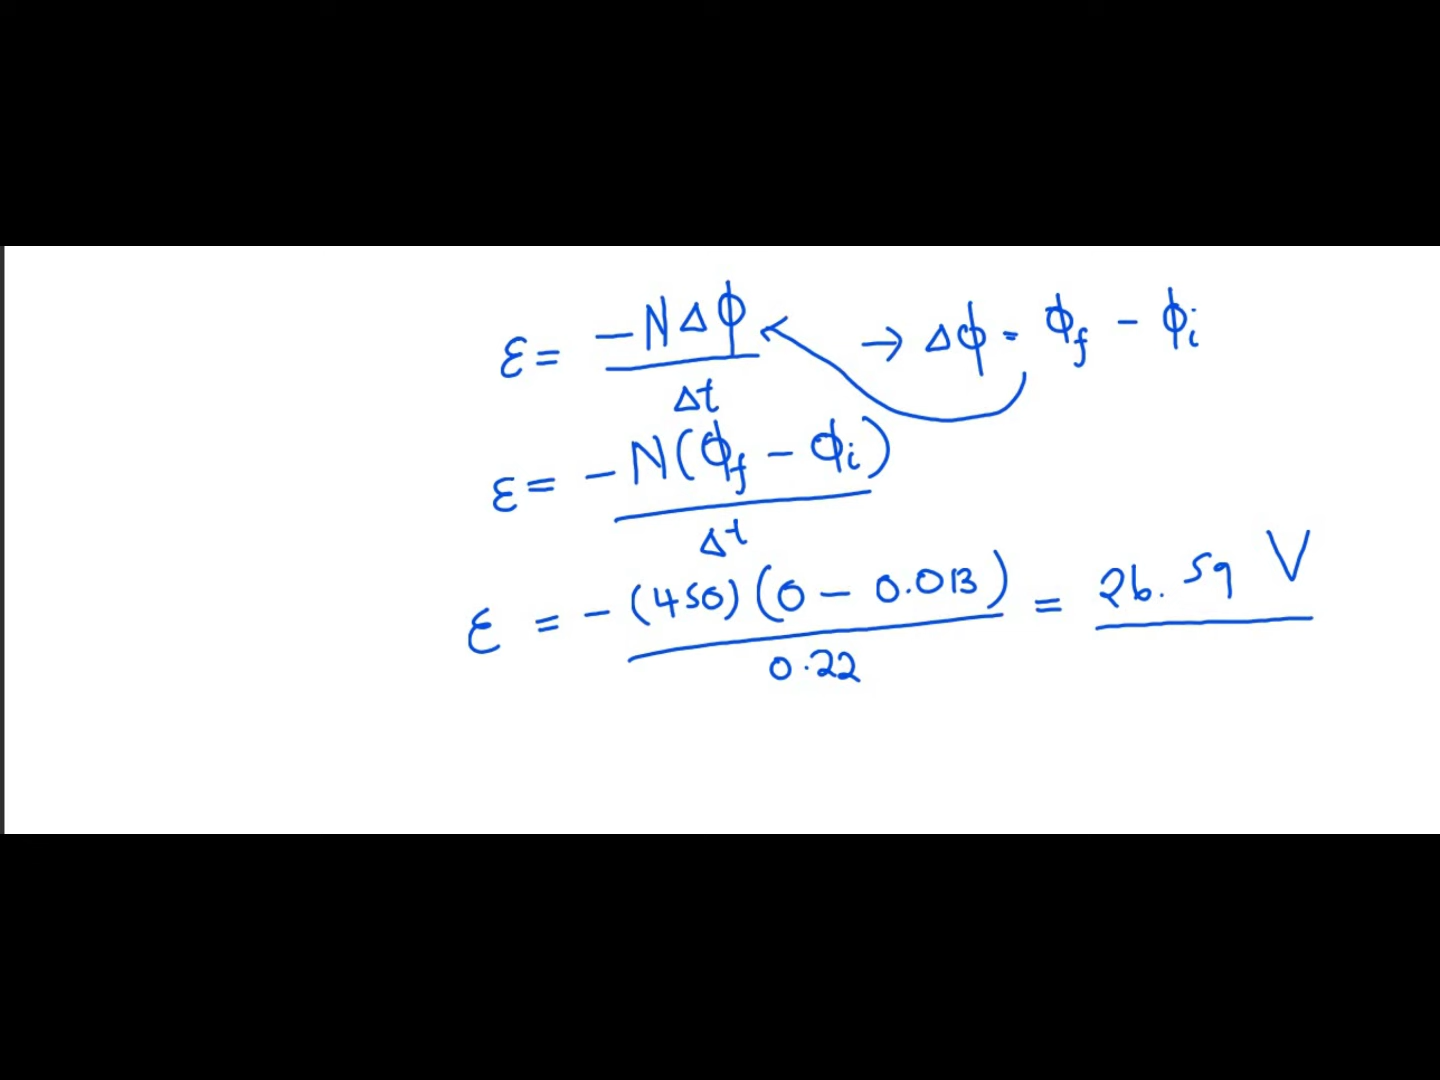 ε = -NΔϕ / Δt → Δϕ = ϕf - ϕi
ε = -N(ϕf - ϕi) / Δt
ε = -(450)(0 - 0.013) / 0.22 = 26.59 V